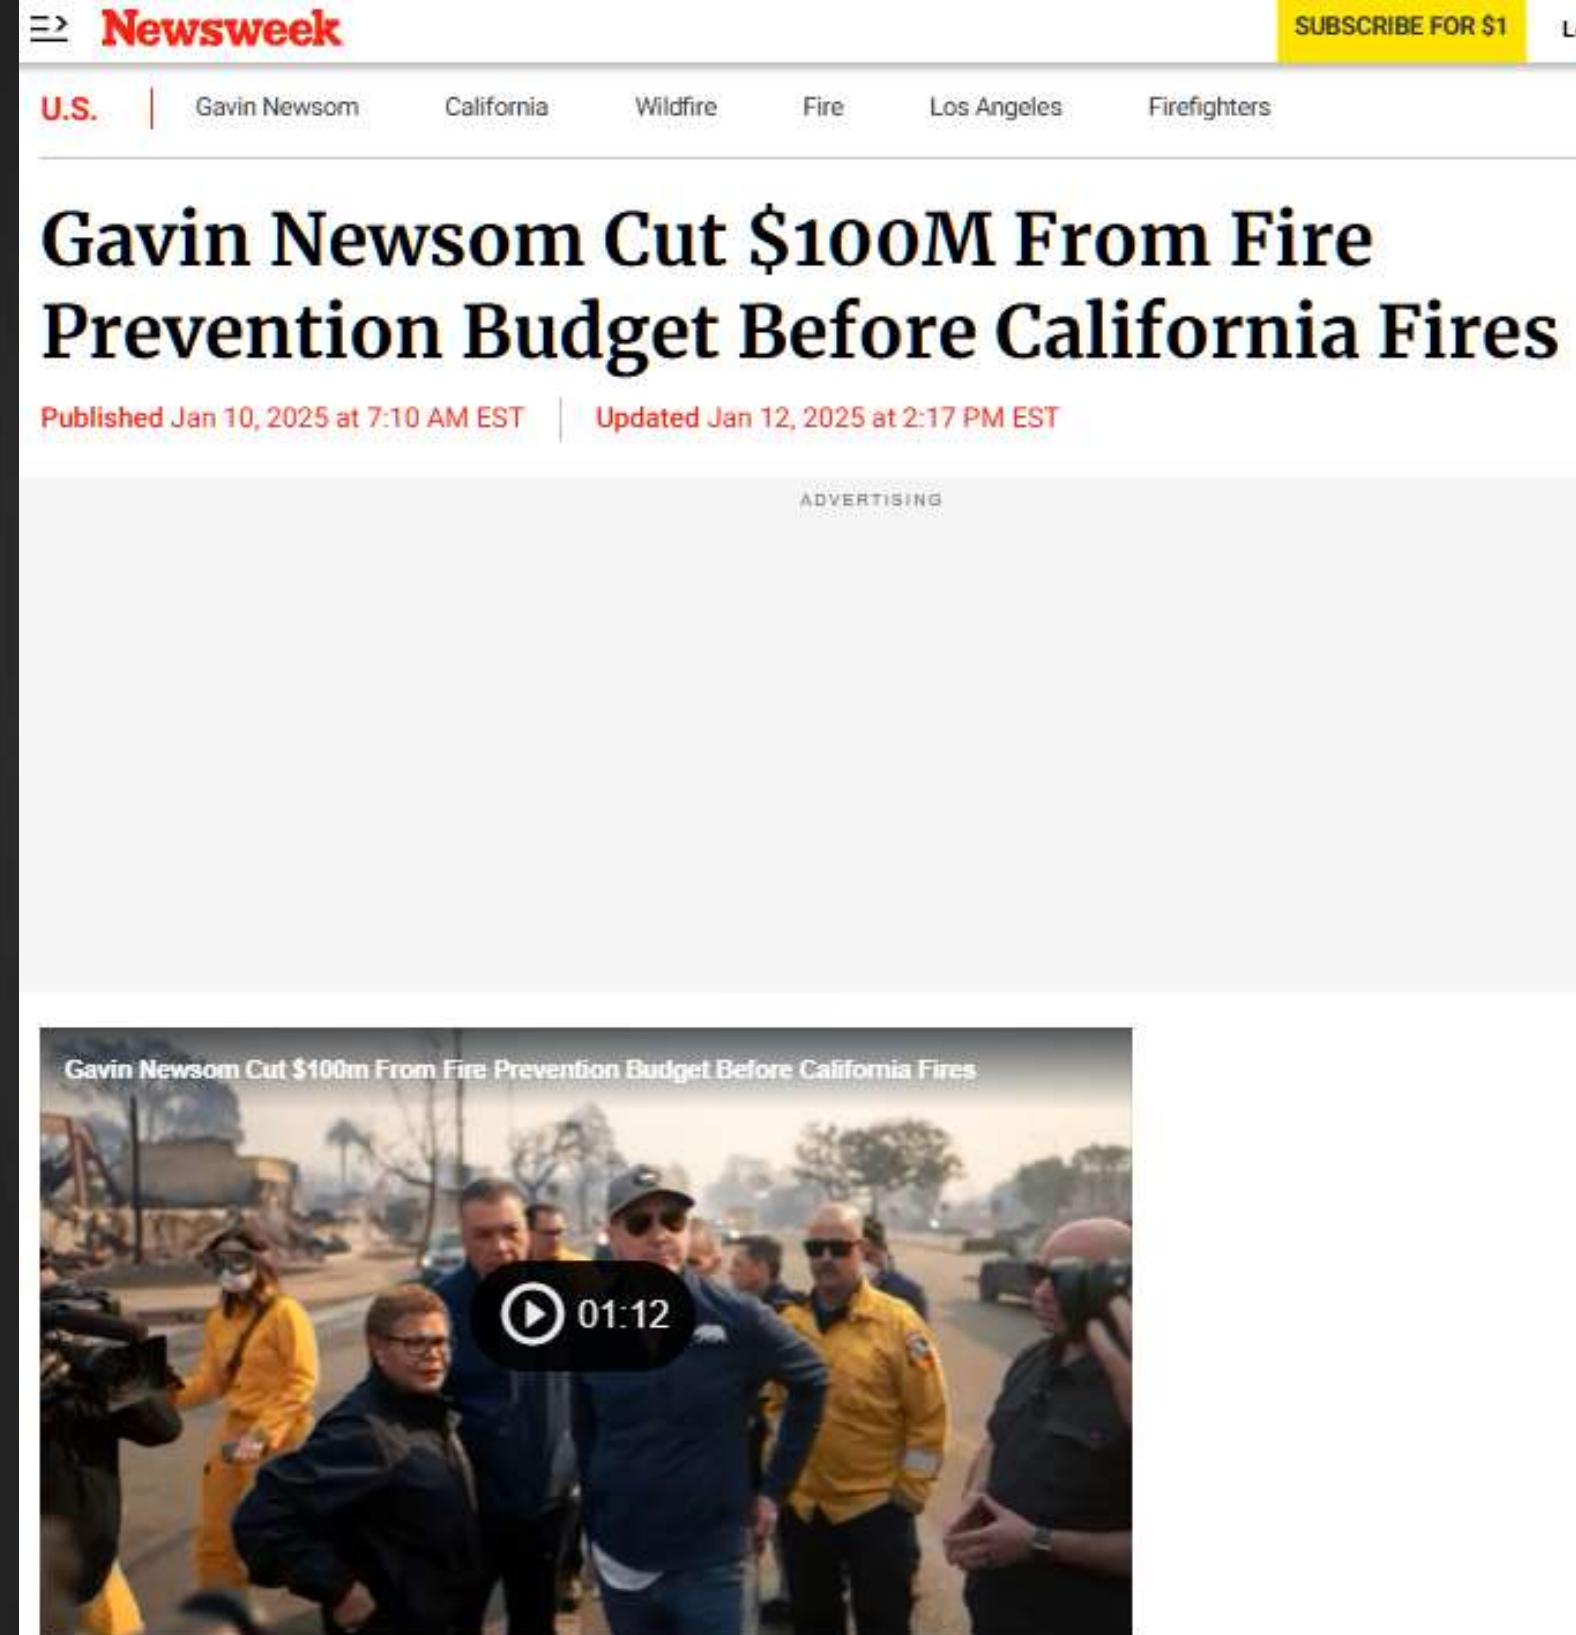 Newsweek
SUBSCRIBE FOR $1
U.S.
Gavin Newsom
California
Wildfire
Fire
Los Angeles
Firefighters
Gavin Newsom Cut $100M From Fire
Prevention Budget Before California Fires
Published Jan 10, 2025 at 7:10 AM EST
Updated Jan 12, 2025 at 2:17 PM EST
ADVERTISING
Gavin Newsom Cut $100m From Fire Prevention Budget Before California Fires
01:12